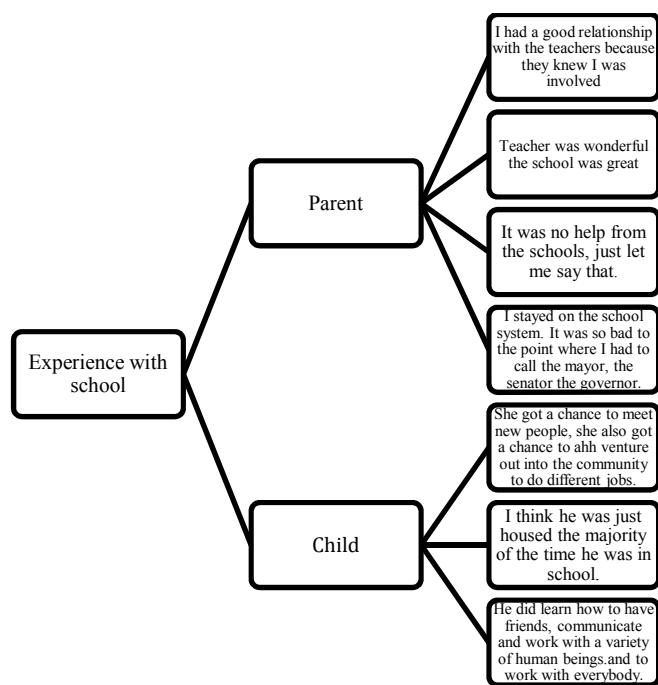 I had a good relationship
with the teachers because
they knew I was
involved
Teacher was wonderful
the school was great
Parent
It was no help from
the schools, just let
me say that.
I stayed on the school
system. It was so bad to
the point where I had to
call the mayor, the
senator the governor.
Experience with
school
She got a chance to meet
new people, she also got
a chance to ahh venture
out into the community
to do different jobs.
Child
I think he was just
housed the majority
of the time he was in
school.
He did learn how to have
friends, communicate
and work with a variety
of human beings.and to
work with everybody.